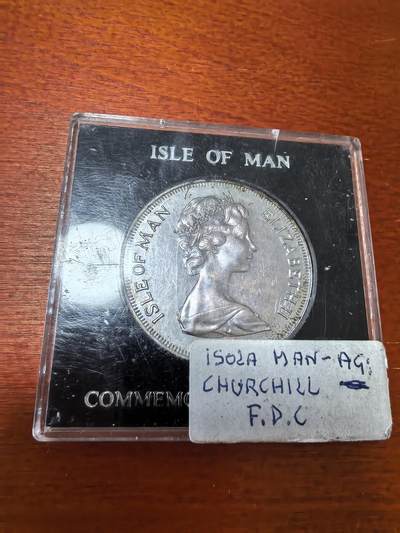 ISLE OF MAN
ISLE OF MAN
ELIZABETH II
COMMEMO
ISOLA MAN-AG:
CHURCHILL
F.D.C